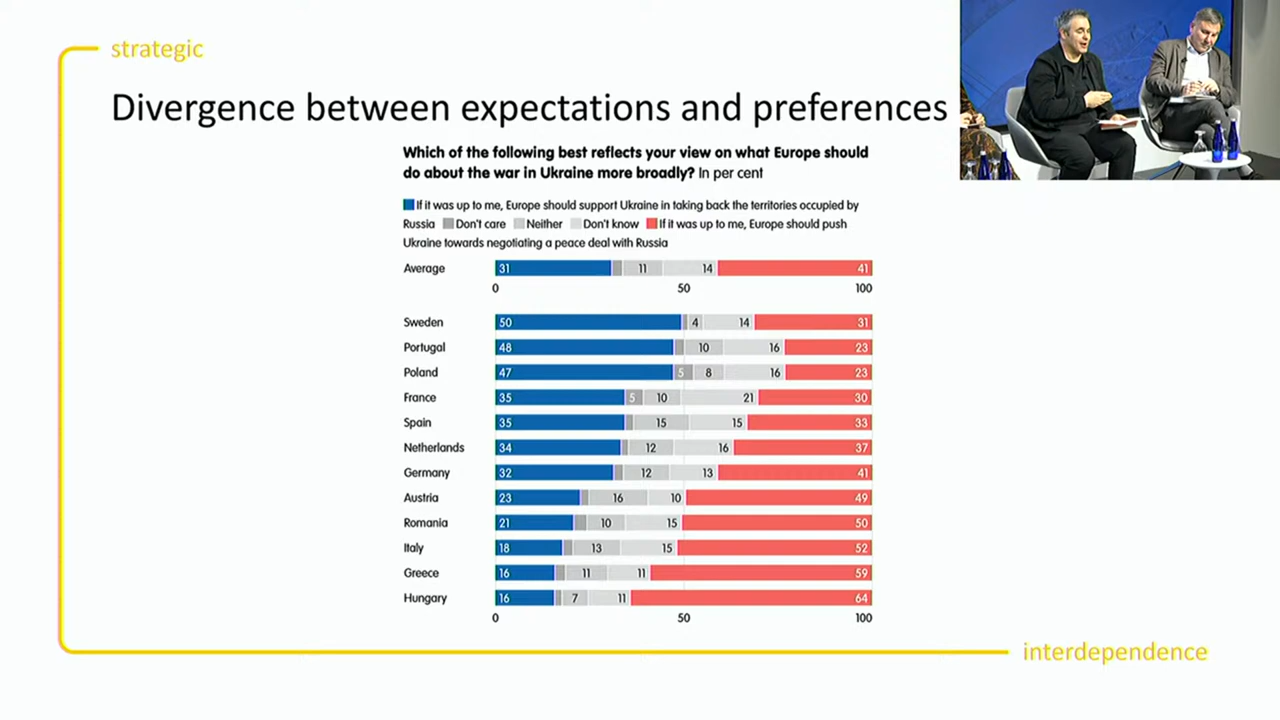 strategic
Divergence between expectations and preferences
Which of the following best reflects your view on what Europe should
do about the war in Ukraine more broadly? In per cent
If it was up to me, Europe should support Ukraine in taking back the territories occupied by
Russia Don't care Neither Don't know If it was up to me, Europe should push
Ukraine towards negotiating a peace deal with Russia
Average 31 11 14 41
0 50 100
Sweden 50 4 14 31
Portugal 48 10 16 23
Poland 47 5 8 16 23
France 35 5 10 21 30
Spain 35 15 15 33
Netherlands 34 12 16 37
Germany 32 12 13 41
Austria 23 16 10 49
Romania 21 10 15 50
Italy 18 13 15 52
Greece 16 11 11 59
Hungary 16 7 11 64
0 50 100
interdependence